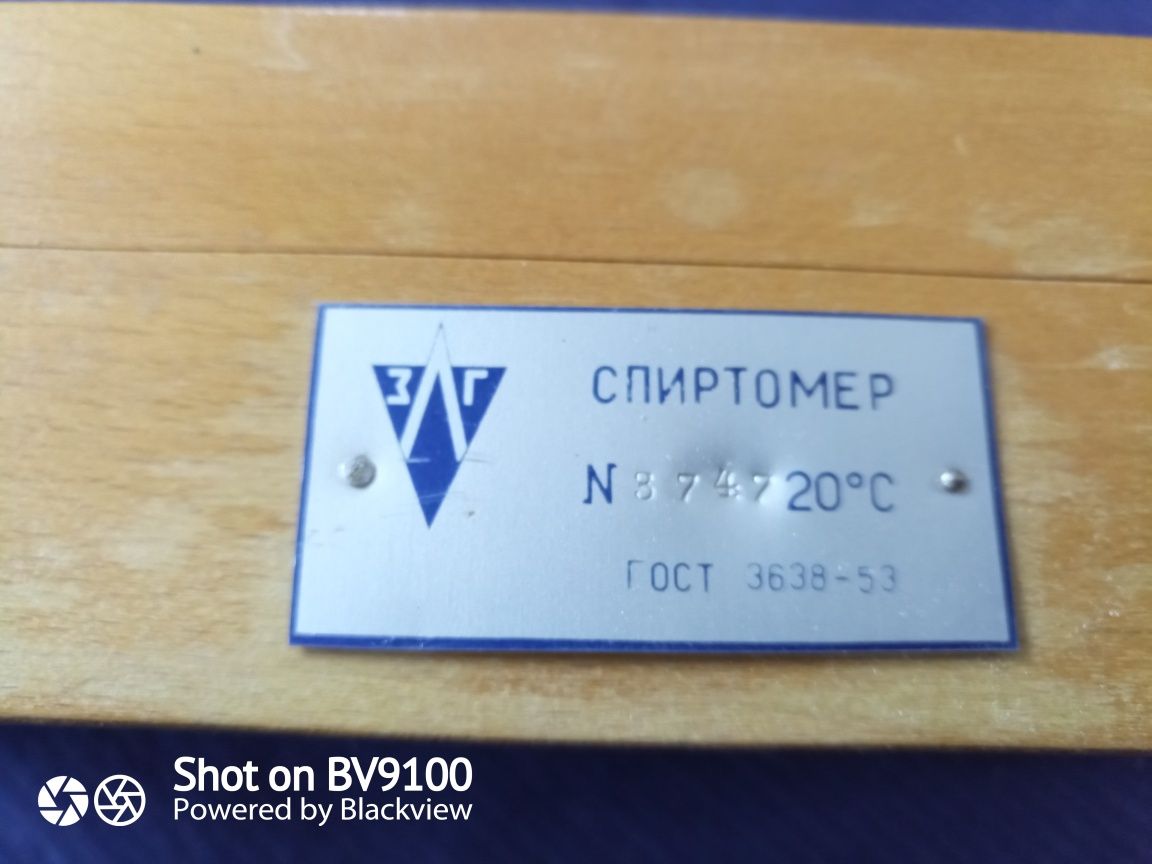 ЗЛГ
СПИРТОМЕР
N 8747 20°C
ГОСТ 3638-53
Shot on BV9100
Powered by Blackview